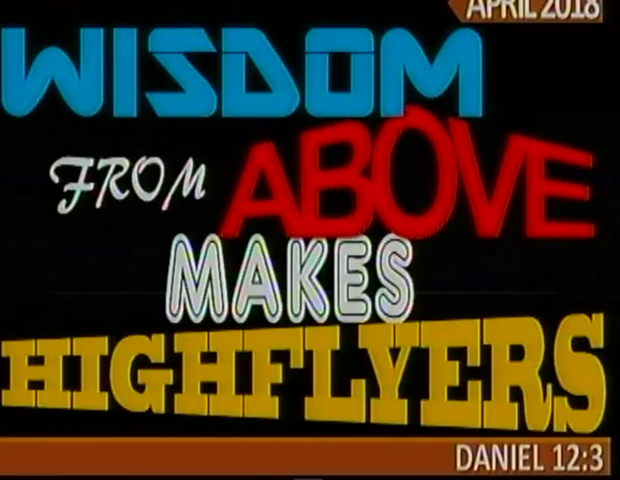 APRIL 2018
WISDOM
FROM ABOVE
MAKES
HIGHFLYERS
DANIEL 12:3